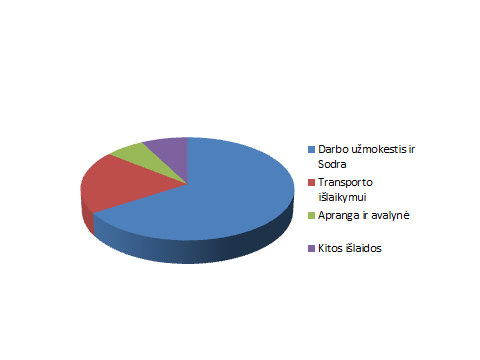 Darbo užmokestis ir
Sodra
Transporto
išlaikymui
Apranga ir avalynė
Kitos išlaidos